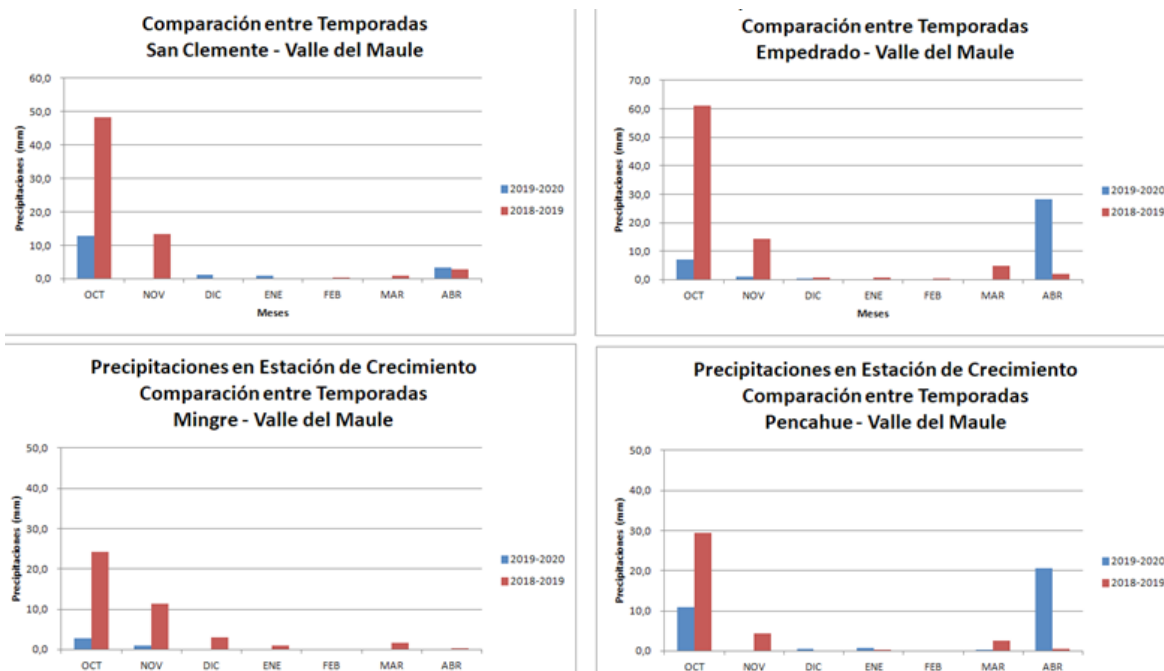 Comparación entre Temporadas
San Clemente - Valle del Maule
60,0
50,0
40,0
30,0
20,0
10,0
0,0
Precipitaciones (mm)
OCT NOV DIC ENE FEB MAR ABR
Meses
2019-2020
2018-2019
Comparación entre Temporadas
Empedrado - Valle del Maule
70,0
60,0
50,0
40,0
30,0
20,0
10,0
0,0
Precipitaciones (mm)
OCT NOV DIC ENE FEB MAR ABR
Meses
2019-2020
2018-2019
Precipitaciones en Estación de Crecimiento
Comparación entre Temporadas
Mingre - Valle del Maule
50,0
40,0
30,0
20,0
10,0
0,0
Precipitaciones (mm)
OCT NOV DIC ENE FEB MAR ABR
2019-2020
2018-2019
Precipitaciones en Estación de Crecimiento
Comparación entre Temporadas
Pencahue - Valle del Maule
50,0
40,0
30,0
20,0
10,0
0,0
Precipitaciones (mm)
OCT NOV DIC ENE FEB MAR ABR
2019-2020
2018-2019